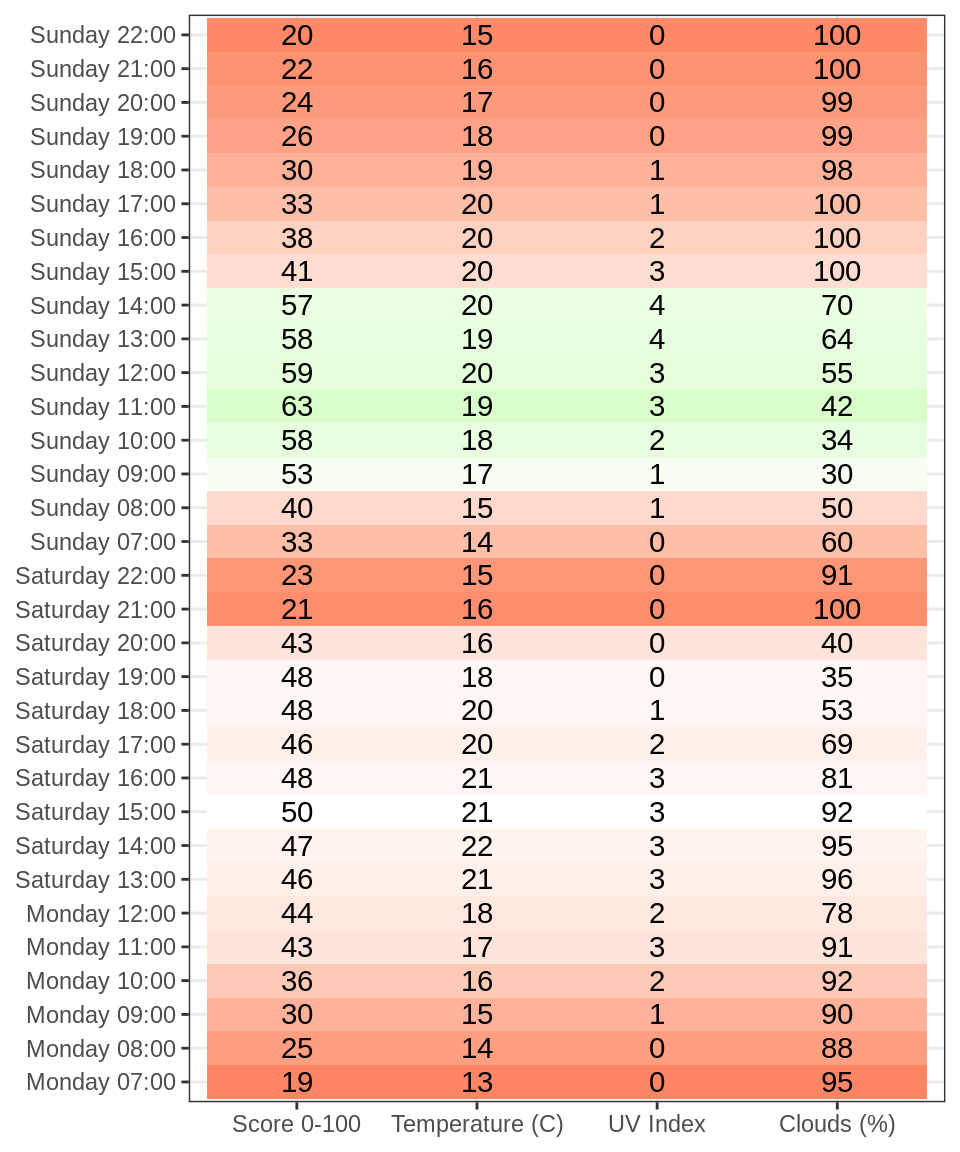 Sunday 22:00 20 15 0 100
Sunday 21:00 22 16 0 100
Sunday 20:00 24 17 0 99
Sunday 19:00 26 18 0 99
Sunday 18:00 30 19 1 98
Sunday 17:00 33 20 1 100
Sunday 16:00 38 20 2 100
Sunday 15:00 41 20 3 100
Sunday 14:00 57 20 4 70
Sunday 13:00 58 19 4 64
Sunday 12:00 59 20 3 55
Sunday 11:00 63 19 3 42
Sunday 10:00 58 18 2 34
Sunday 09:00 53 17 1 30
Sunday 08:00 40 15 1 50
Sunday 07:00 33 14 0 60
Saturday 22:00 23 15 0 91
Saturday 21:00 21 16 0 100
Saturday 20:00 43 16 0 40
Saturday 19:00 48 18 0 35
Saturday 18:00 48 20 1 53
Saturday 17:00 46 20 2 69
Saturday 16:00 48 21 3 81
Saturday 15:00 50 21 3 92
Saturday 14:00 47 22 3 95
Saturday 13:00 46 21 3 96
Monday 12:00 44 18 2 78
Monday 11:00 43 17 3 91
Monday 10:00 36 16 2 92
Monday 09:00 30 15 1 90
Monday 08:00 25 14 0 88
Monday 07:00 19 13 0 95
Score 0-100 Temperature (C) UV Index Clouds (%)